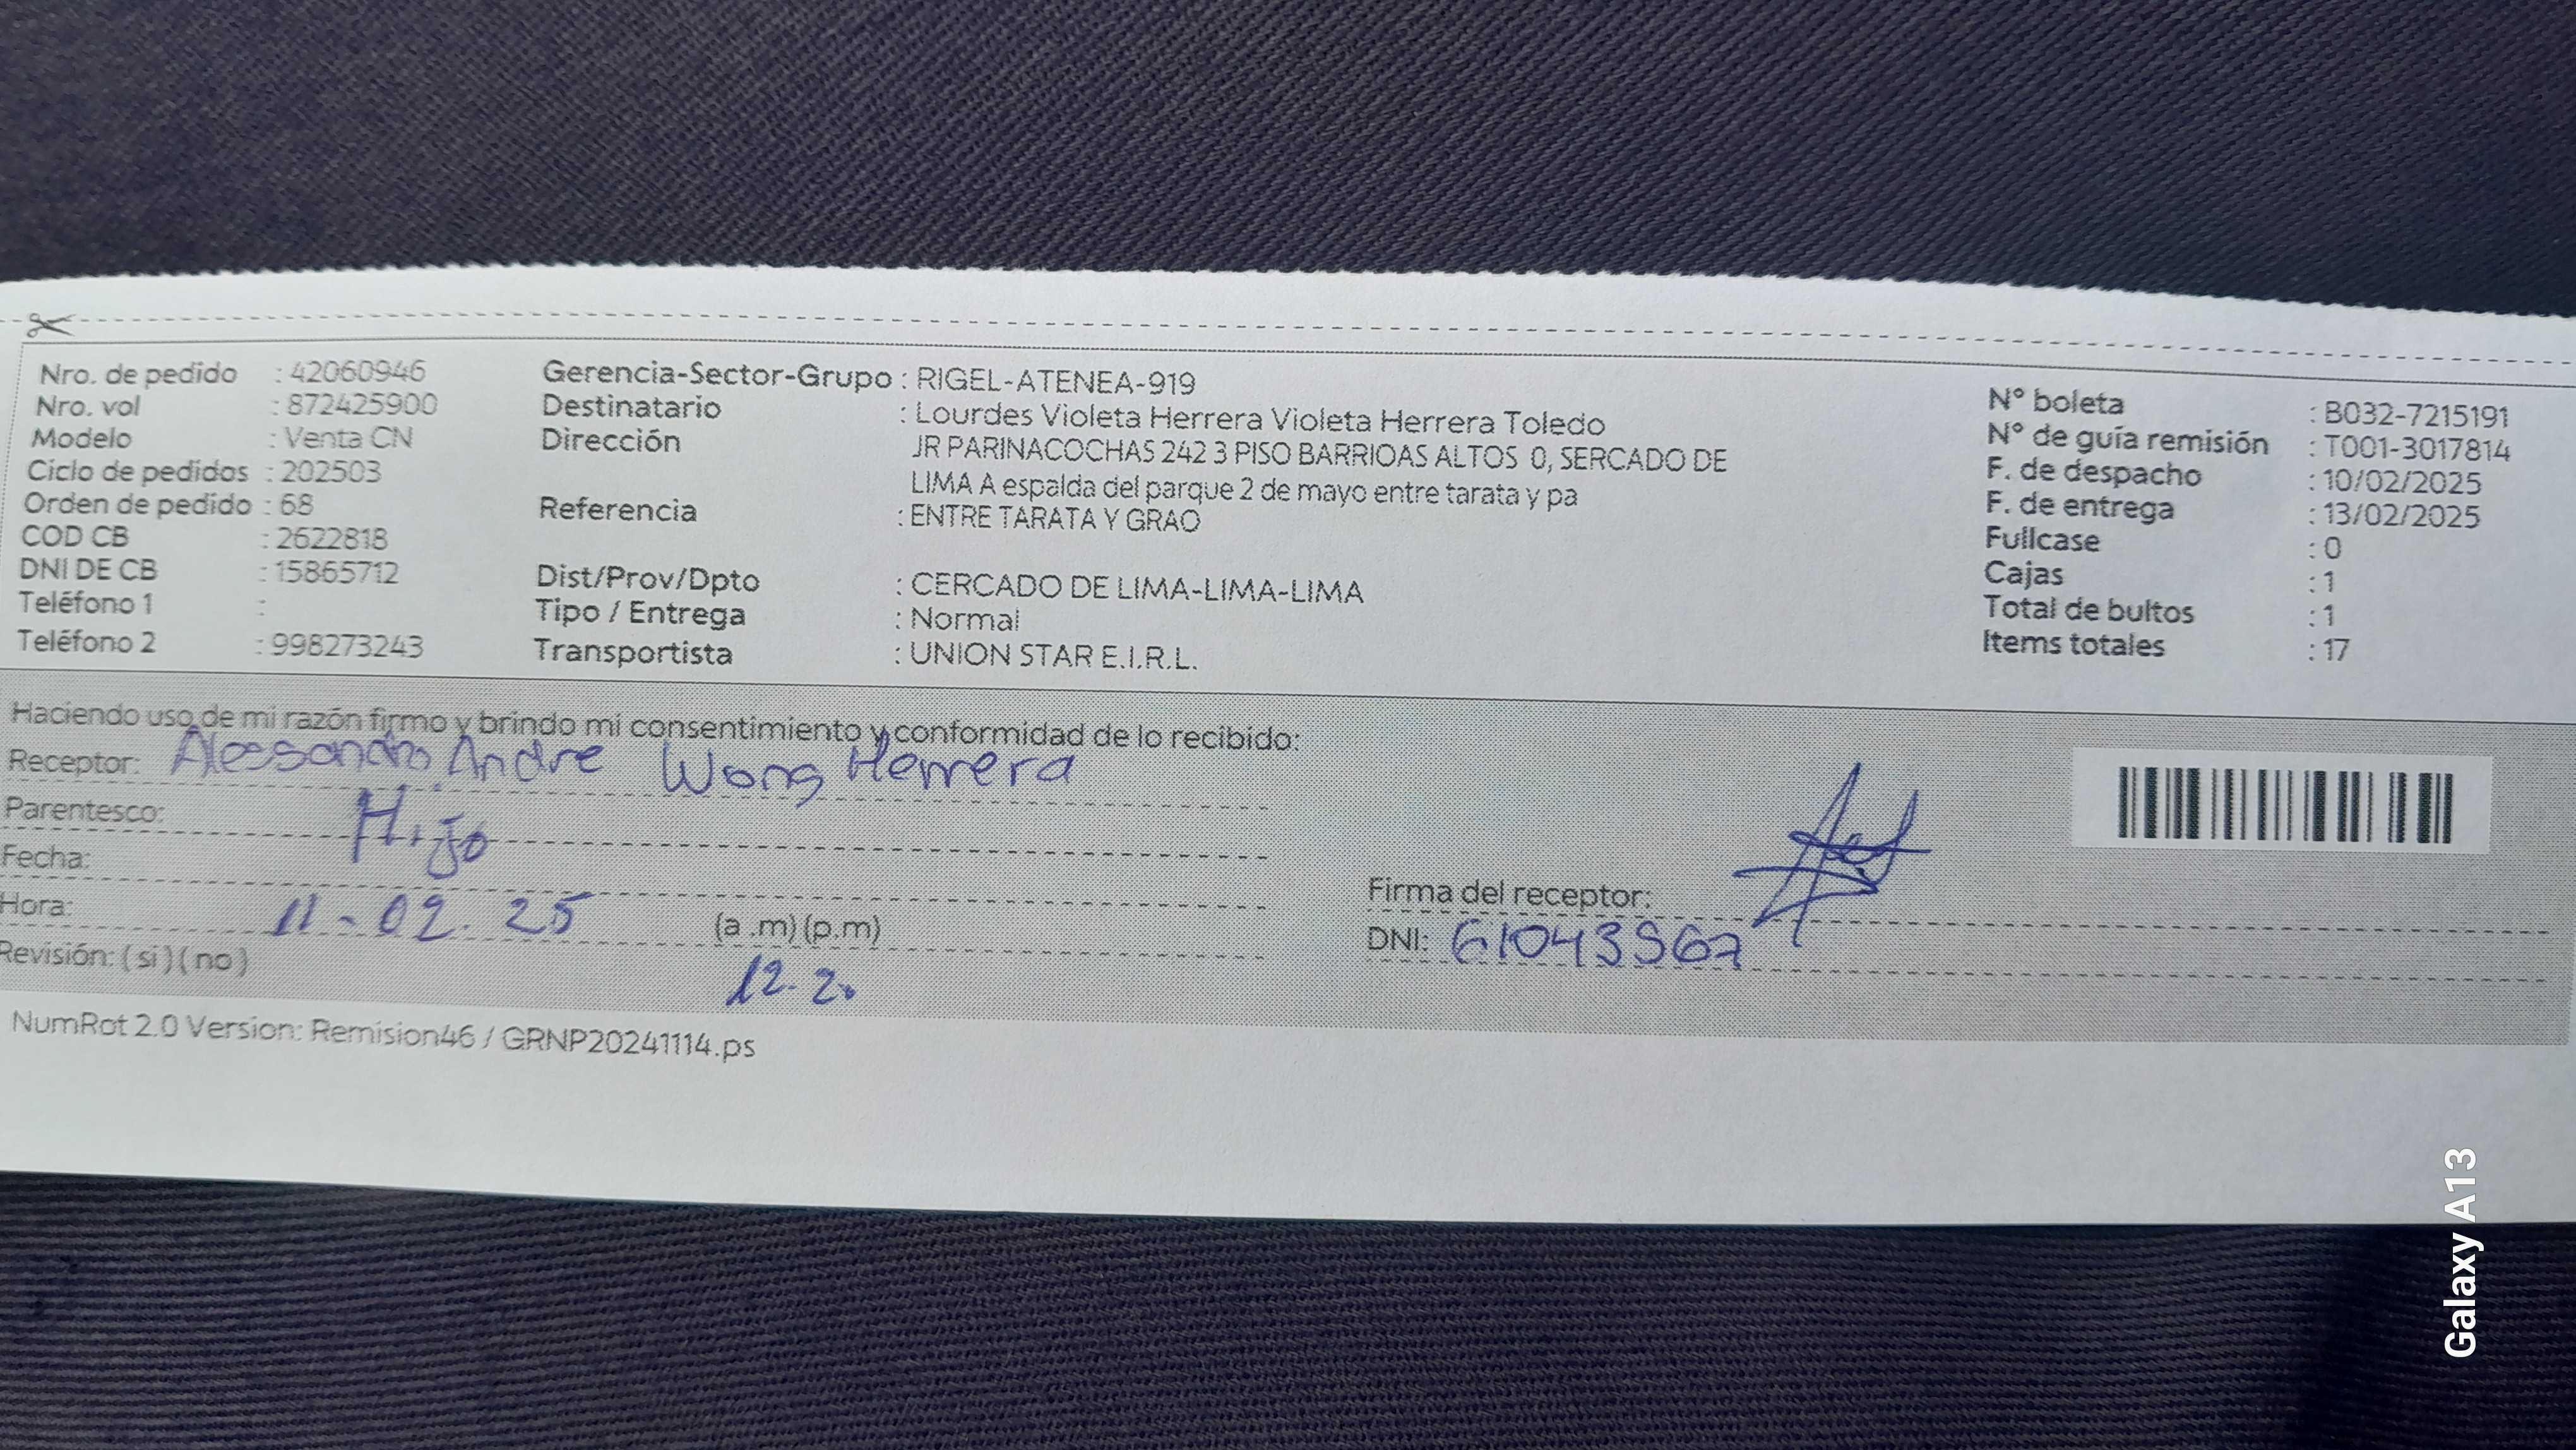 Nro. de pedido : 42060946
Nro. vol : 872425900
Modelo : Venta CN
Ciclo de pedidos : 202503
Orden de pedido : 68
COD CB : 2622818
DNI DE CB : 15865712
Teléfono 1 :
Teléfono 2 : 998273243
Gerencia-Sector-Grupo : RIGEL-ATENEA-919
Destinatario : Lourdes Violeta Herrera Violeta Herrera Toledo
Dirección JR PARINACOCHAS 242 3 PISO BARRIOAS ALTOS 0, SERCADO DE
LIMA A espalda del parque 2 de mayo entre tarata y pa
Referencia : ENTRE TARATA Y GRAO
Dist/Prov/Dpto : CERCADO DE LIMA-LIMA-LIMA
Tipo / Entrega : Normal
Transportista : UNION STAR E.I.R.L.
N° boleta : B032-7215191
N° de guía remisión : T001-3017814
F. de despacho : 10/02/2025
F. de entrega : 13/02/2025
Fullcase : 0
Cajas : 1
Total de bultos : 1
Items totales : 17
Haciendo uso de mi razón firmo y brindo mi consentimiento y conformidad de lo recibido:
Receptor: Alessandro Andre Wong Herrera
Parentesco: Hijo
Fecha:
Hora: 11-02.25 (a .m) (p.m)
Revisión: ( si ) ( no ) 12.20
Firma del receptor:
DNI: 61043967
NumRot 2.0 Version: Remision46 / GRNP20241114.ps
Galaxy A13